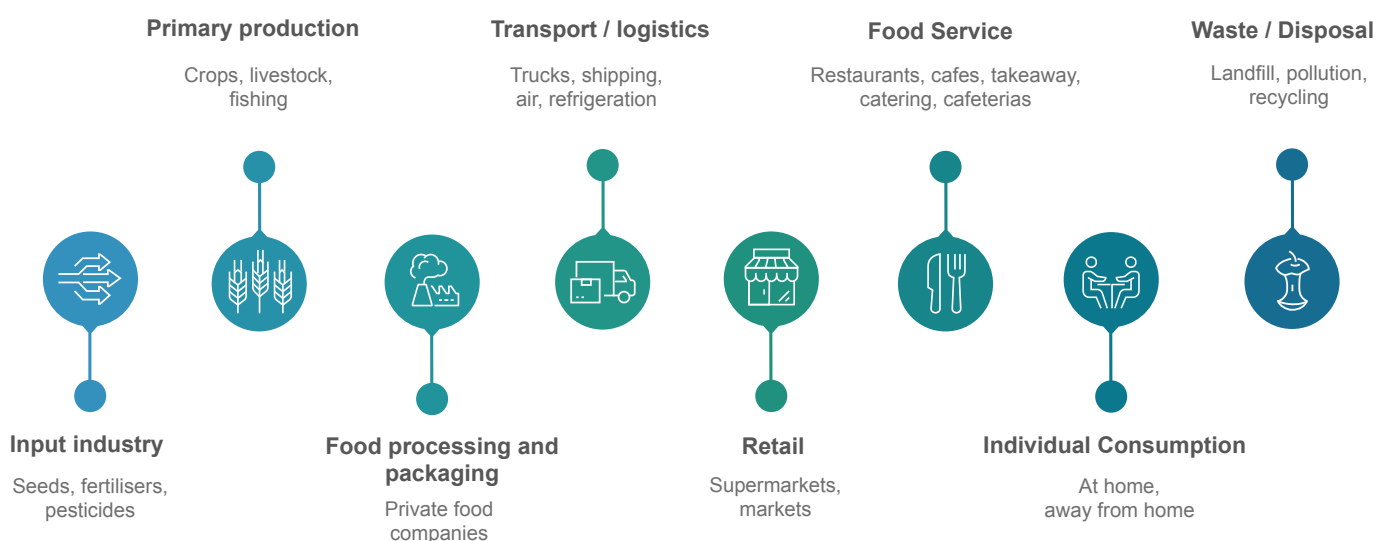 Primary production
Crops, livestock,
fishing
Transport / logistics
Trucks, shipping,
air, refrigeration
Food Service
Restaurants, cafes, takeaway,
catering, cafeterias
Waste / Disposal
Landfill, pollution,
recycling
Input industry
Seeds, fertilisers,
pesticides
Food processing and
packaging
Private food
companies
Retail
Supermarkets,
markets
Individual Consumption
At home,
away from home